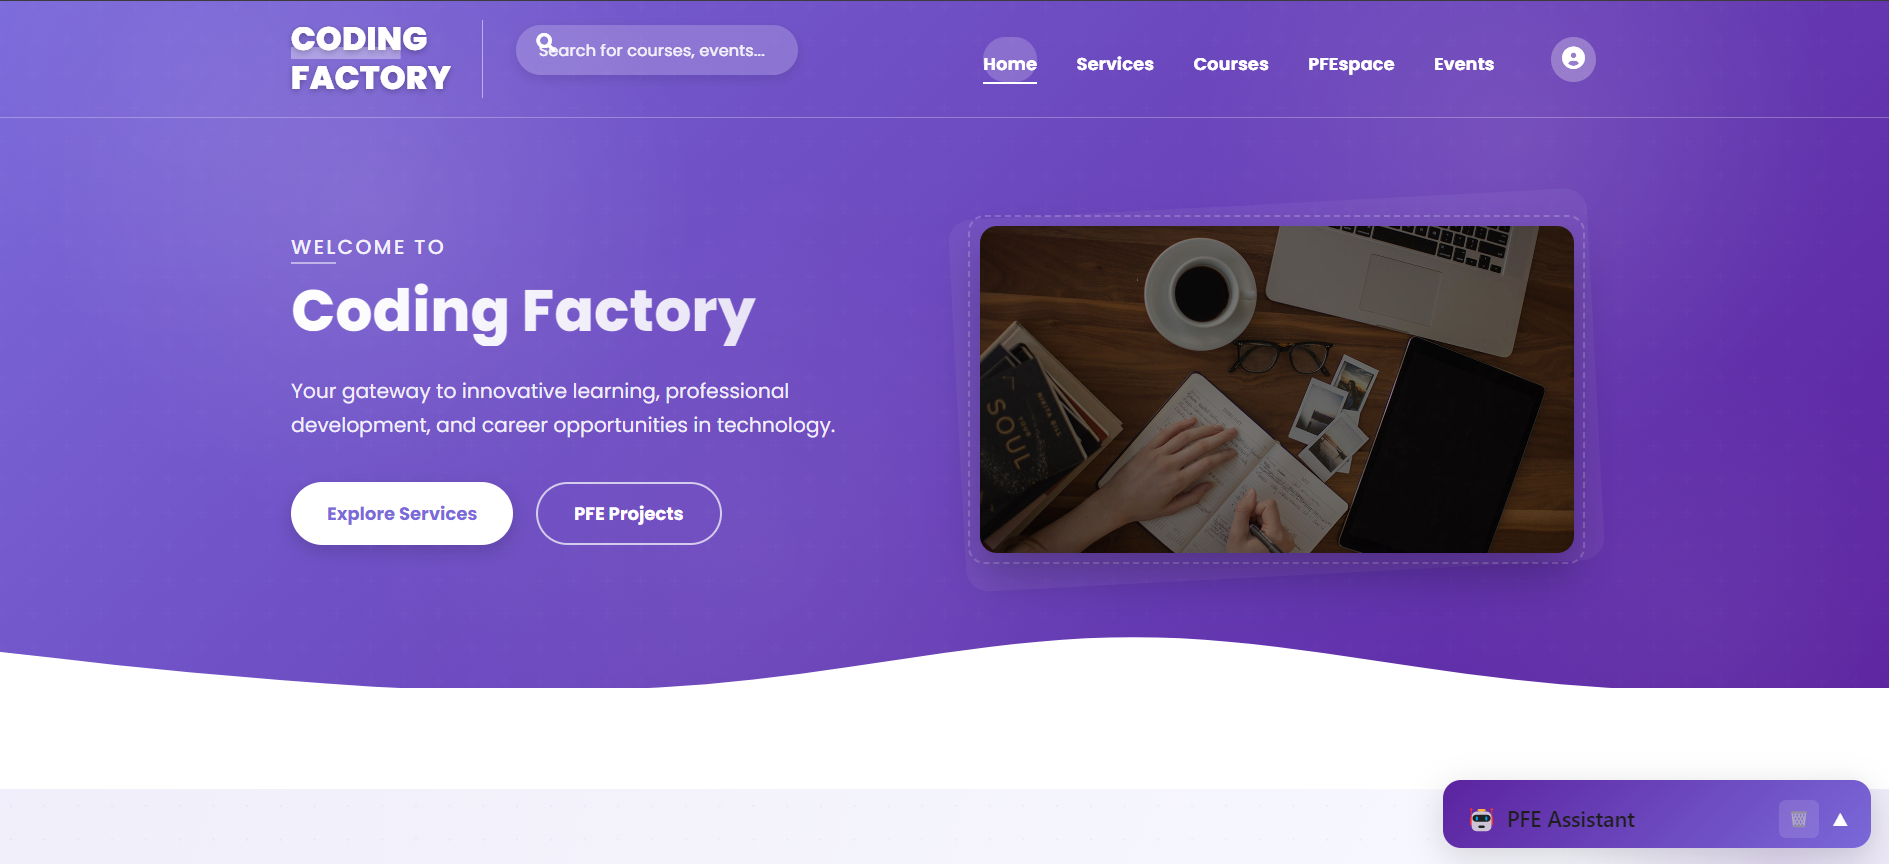 CODING
FACTORY
Search for courses, events...
Home
Services
Courses
PFEspace
Events
WELCOME TO
Coding Factory
Your gateway to innovative learning, professional
development, and career opportunities in technology.
Explore Services
PFE Projects
SOUL
PFE Assistant